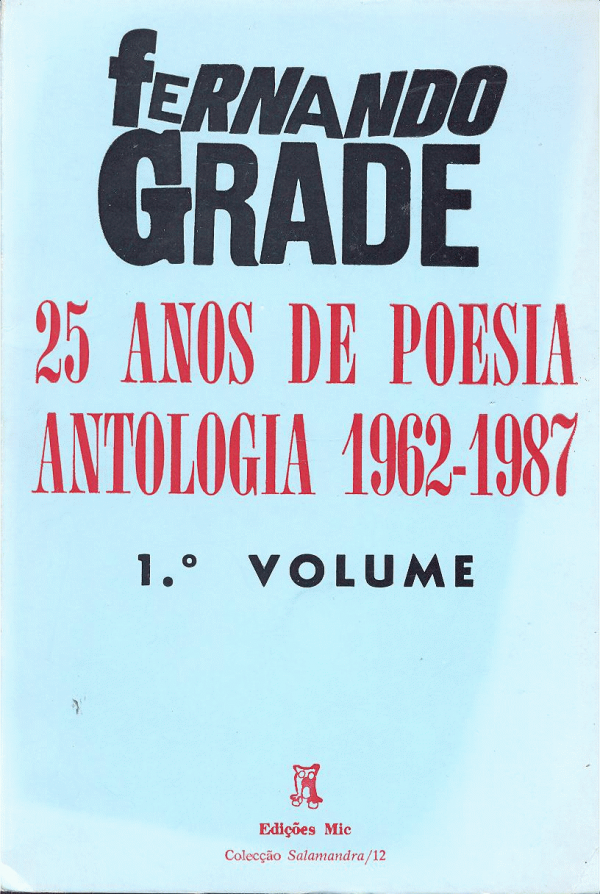 fERNANDO
GRADE
25 ANOS DE POESIA
ANTOLOGIA 1962-1987
1.º VOLUME
Edições Mic
Colecção Salamandra/12